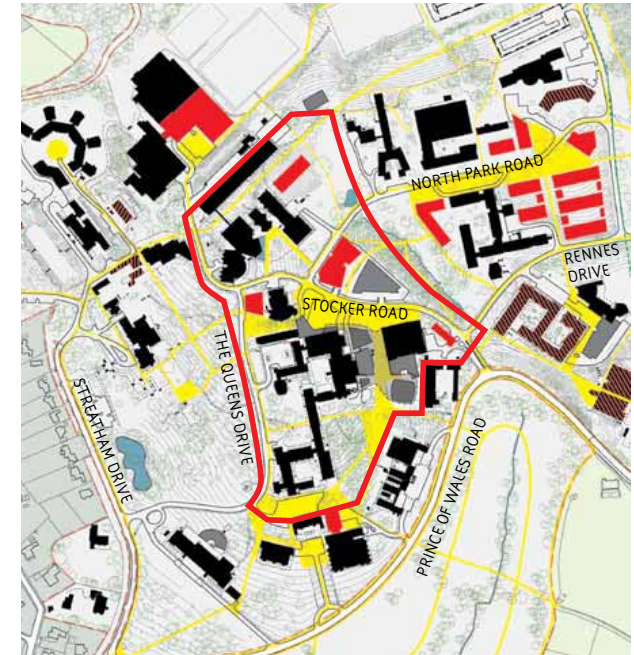 NORTH PARK ROAD
RENNES
DRIVE
STOCKER ROAD
THE QUEENS DRIVE
STREATHAM DRIVE
PRINCE OF WALES ROAD